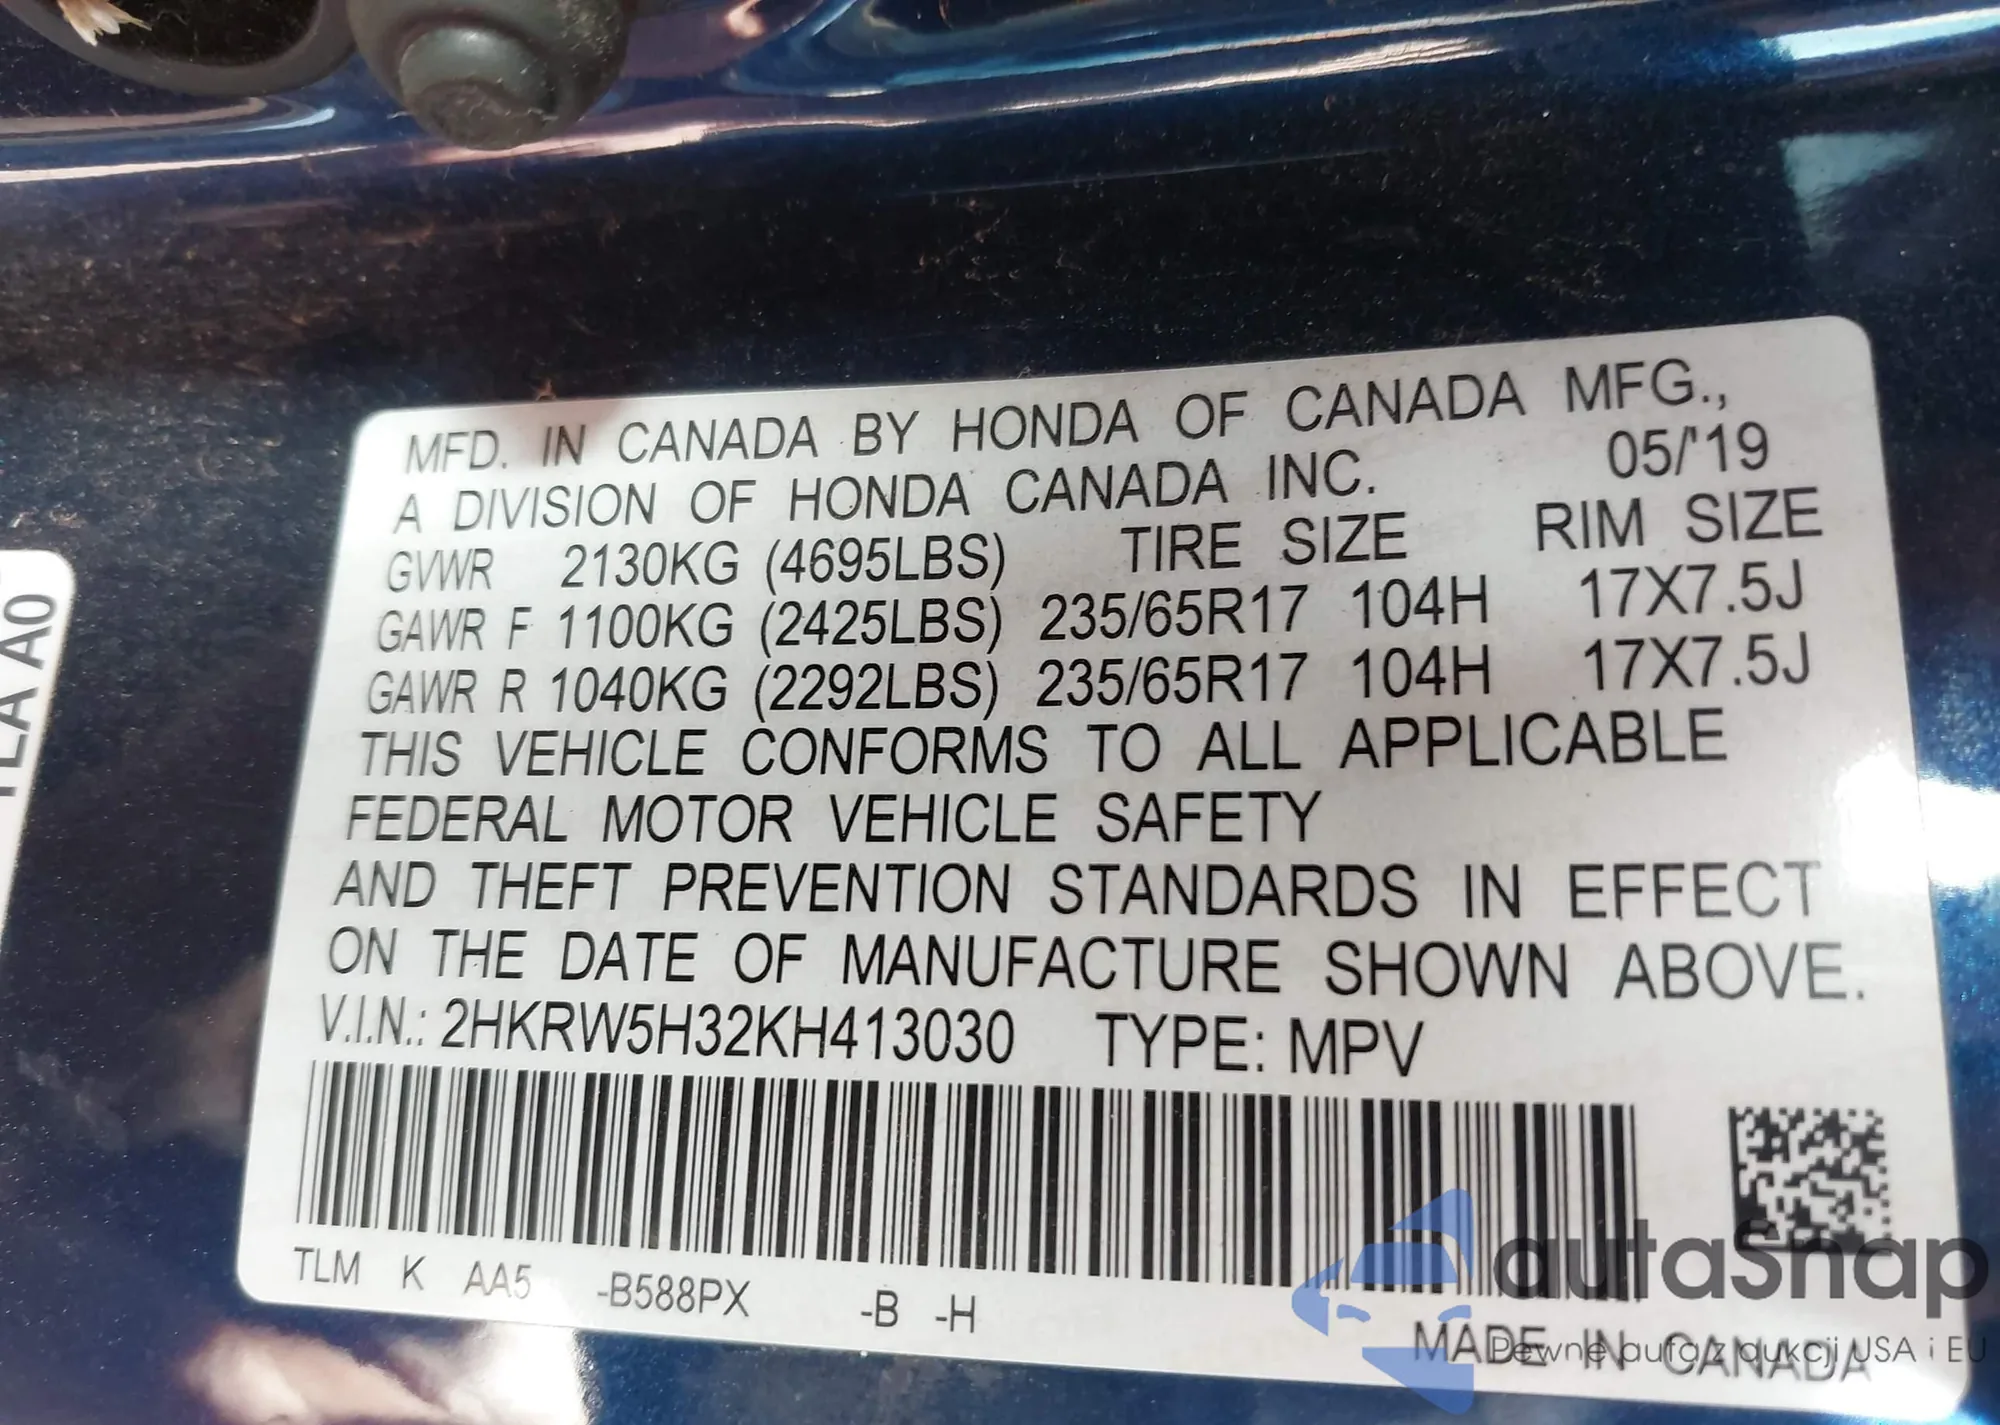 MFD. IN CANADA BY HONDA OF CANADA MFG.,
A DIVISION OF HONDA CANADA INC. 05/'19
GVWR 2130KG (4695LBS) TIRE SIZE RIM SIZE
GAWR F 1100KG (2425LBS) 235/65R17 104H 17X7.5J
GAWR R 1040KG (2292LBS) 235/65R17 104H 17X7.5J
THIS VEHICLE CONFORMS TO ALL APPLICABLE
FEDERAL MOTOR VEHICLE SAFETY
AND THEFT PREVENTION STANDARDS IN EFFECT
ON THE DATE OF MANUFACTURE SHOWN ABOVE.
V.I.N.: 2HKRW5H32KH413030 TYPE: MPV
TLM K AA5 -B588PX -B -H
MADE IN CANADA
TLA A0
autaSnap
Pewne auta z aukcji USA i EU